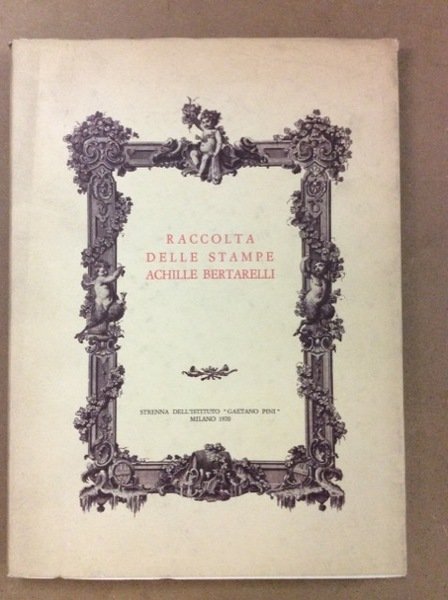 RACCOLTA
DELLE STAMPE
ACHILLE BERTARELLI
STRENNA DELL'ISTITUTO "GAETANO PINI"
MILANO 1970